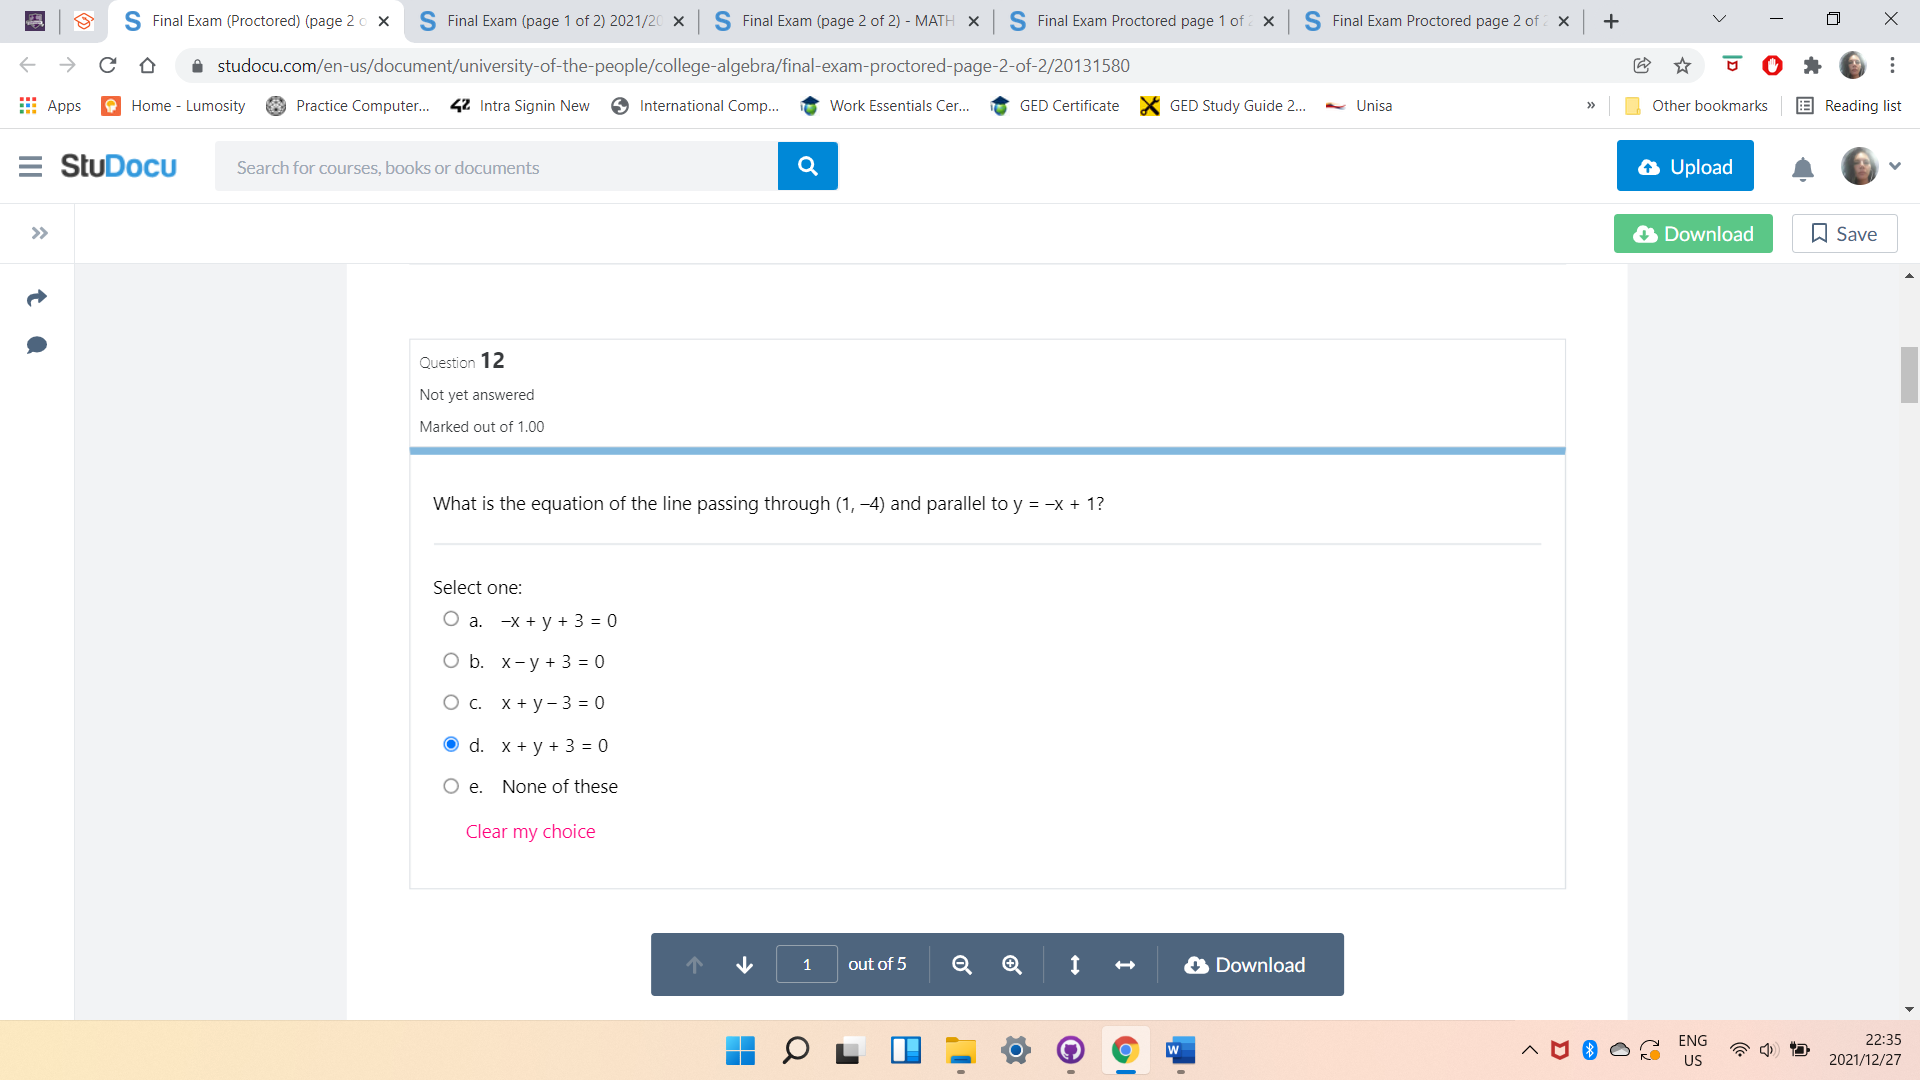 Final Exam (Proctored) (page 2 o
Final Exam (page 1 of 2) 2021/20
Final Exam (page 2 of 2) - MATH
Final Exam Proctored page 1 of 2
Final Exam Proctored page 2 of 2
studocu.com/en-us/document/university-of-the-people/college-algebra/final-exam-proctored-page-2-of-2/20131580
Apps
Home - Lumosity
Practice Computer...
Intra Signin New
International Comp...
Work Essentials Cer...
GED Certificate
GED Study Guide 2...
Unisa
»
Other bookmarks
Reading list
StuDocu
Search for courses, books or documents
Upload
Download
Save
Question 12
Not yet answered
Marked out of 1.00
What is the equation of the line passing through (1, –4) and parallel to y = –x + 1?
Select one:
a. –x + y + 3 = 0
b. x – y + 3 = 0
c. x + y – 3 = 0
d. x + y + 3 = 0
e. None of these
Clear my choice
1 out of 5
Download
ENG
US
22:35
2021/12/27